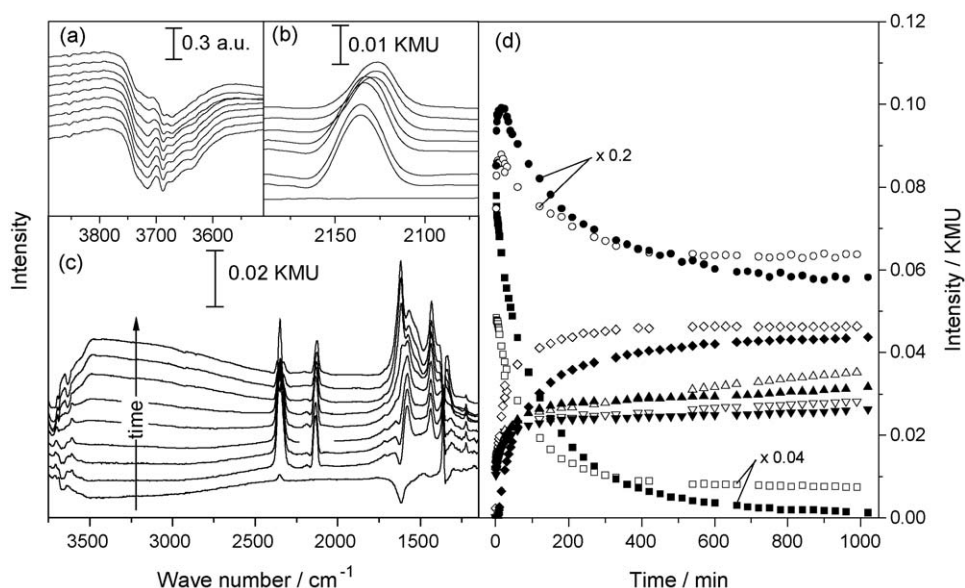 (a)
0.3 a.u.
(b)
0.01 KMU
(d)
0.12
0.10
0.08
0.06
0.04
0.02
0.00
x 0.2
x 0.04
3800
3700
3600
2150
2100
Intensity
(c)
0.02 KMU
time
3500
3000
2500
2000
1500
Wave number / cm⁻¹
0
200
400
600
800
1000
Time / min
Intensity / KMU